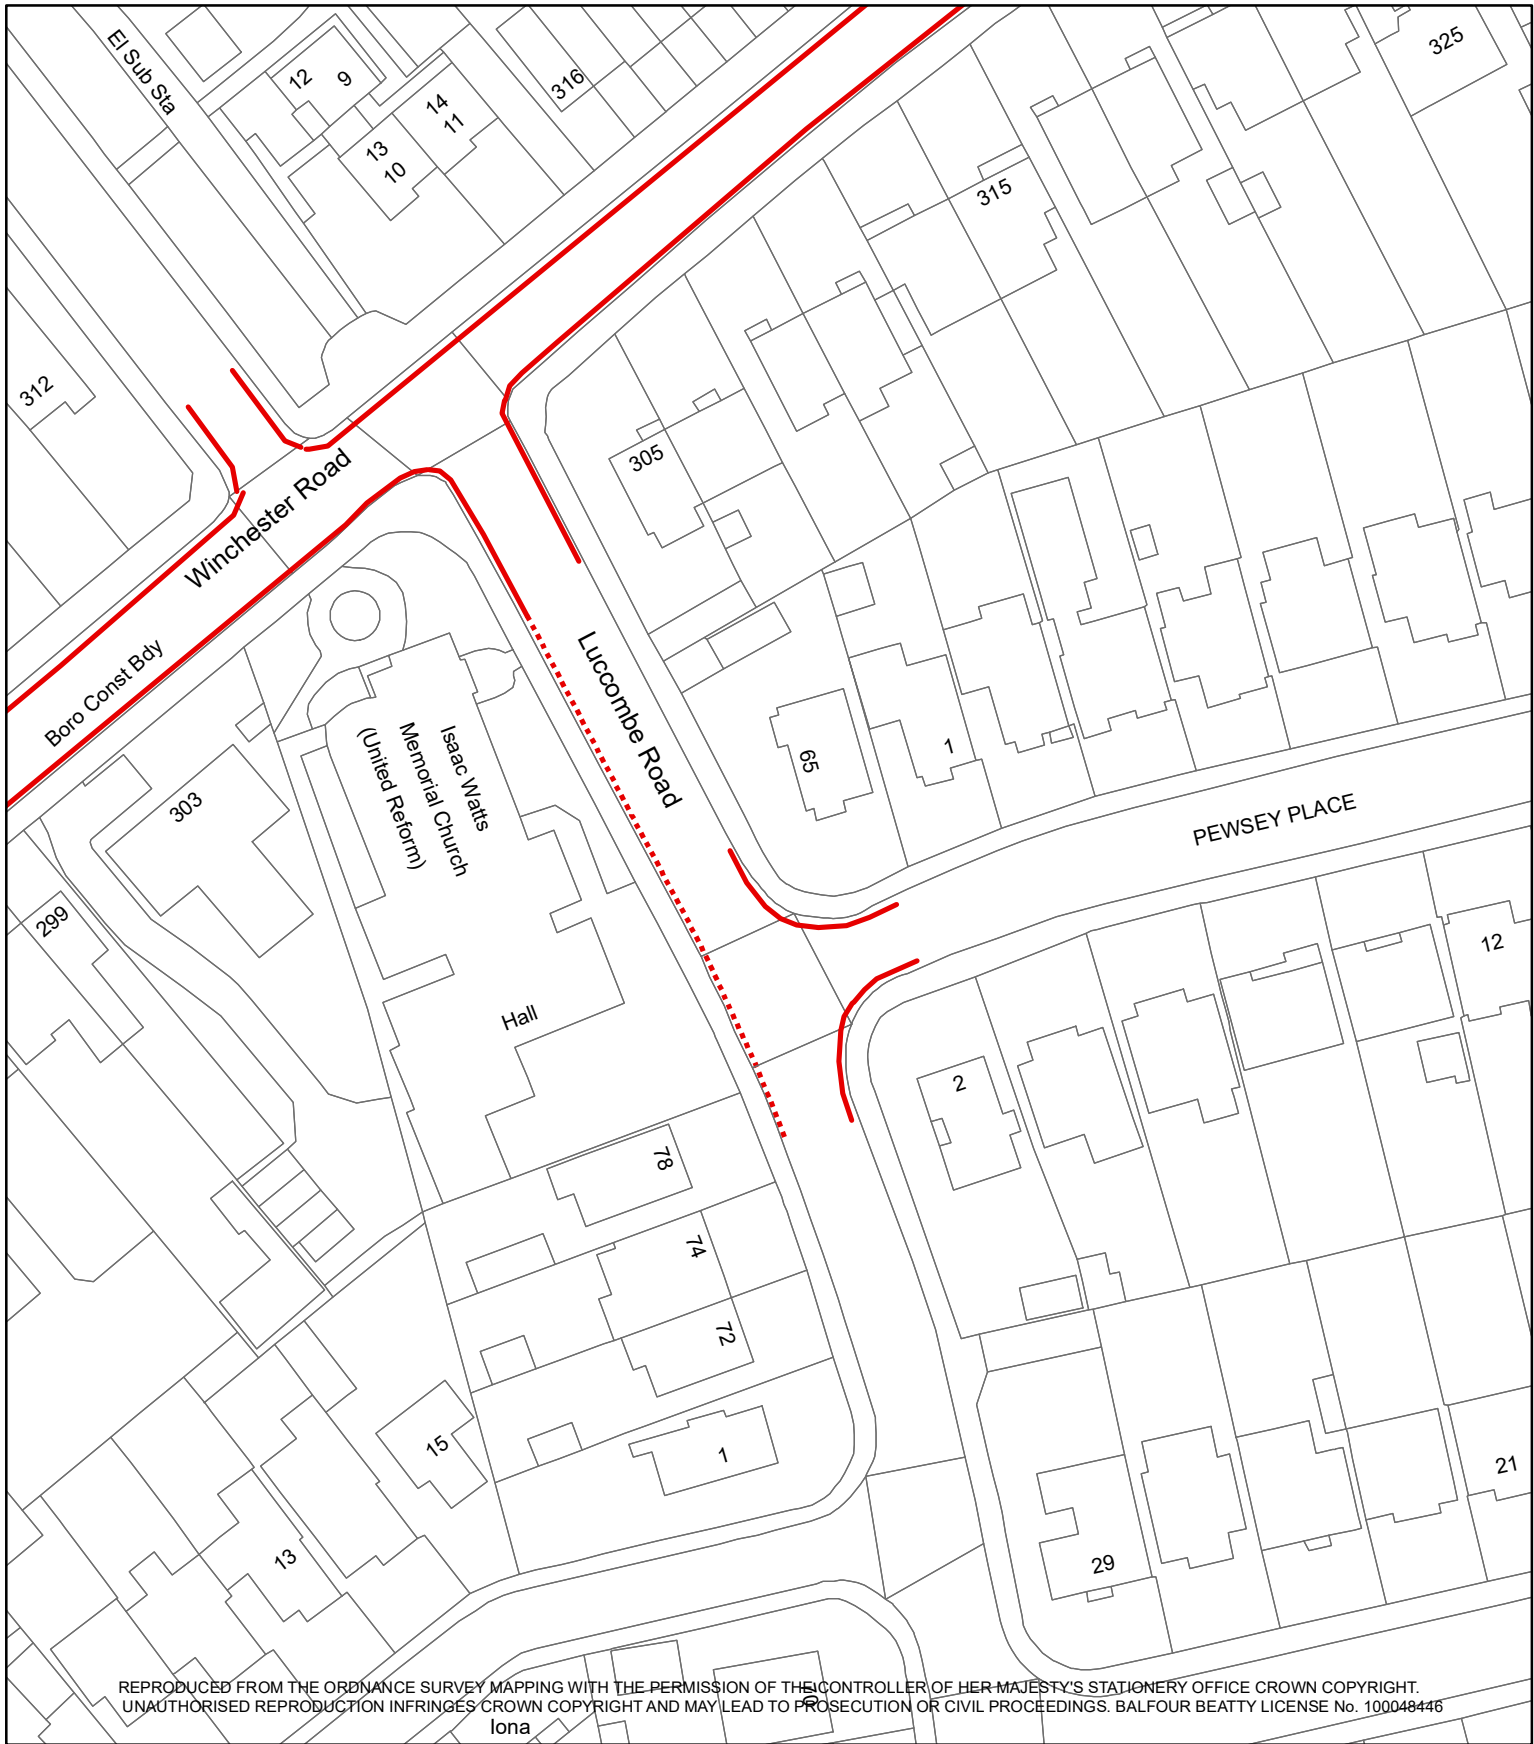 El Sub Sta
12
9
14
11
13
10
316
325
315
312
305
Winchester Road
Boro Const Bdy
Luccombe Road
Isaac Watts
Memorial Church
(United Reform)
303
299
65
1
PEWSEY PLACE
12
Hall
2
78
74
72
1
15
13
29
21
REPRODUCED FROM THE ORDNANCE SURVEY MAPPING WITH THE PERMISSION OF THE CONTROLLER OF HER MAJESTY'S STATIONERY OFFICE CROWN COPYRIGHT.
UNAUTHORISED REPRODUCTION INFRINGES CROWN COPYRIGHT AND MAY LEAD TO PROSECUTION OR CIVIL PROCEEDINGS. BALFOUR BEATTY LICENSE No. 100048446
Iona